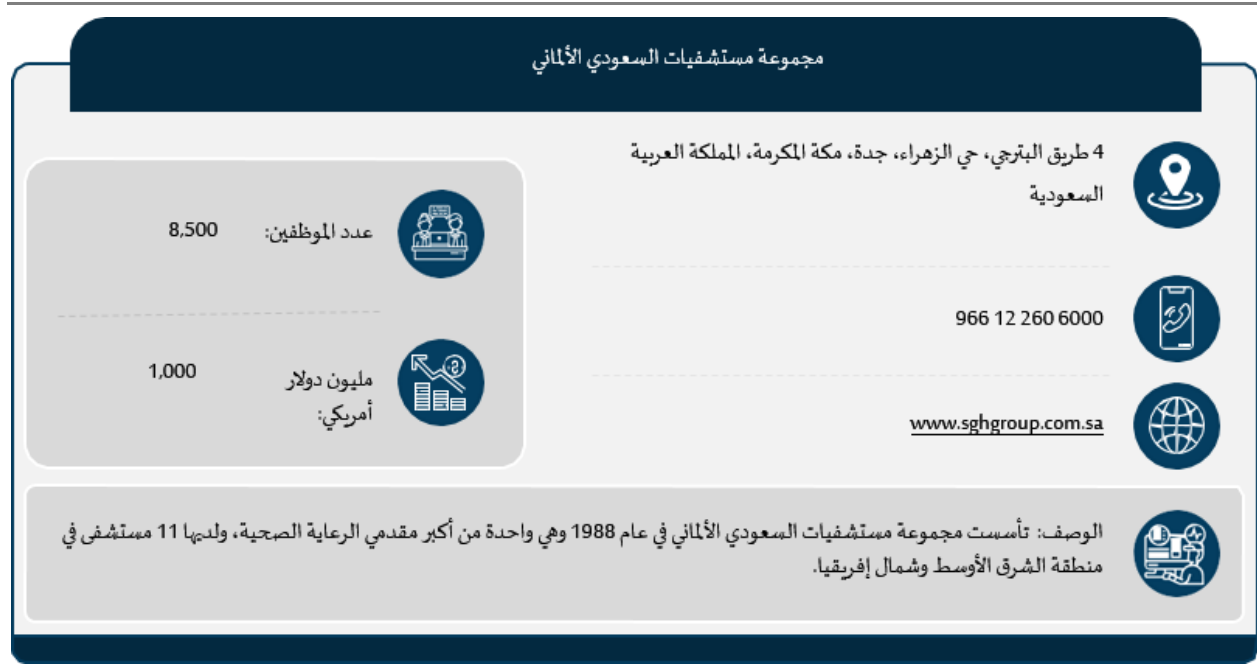 مجموعة مستشفيات السعودي الألماني
4 طريق البترجي، حي الزهراء، جدة، مكة المكرمة، المملكة العربية
السعودية
966 12 260 6000
www.sghgroup.com.sa
عدد الموظفين: 8,500
مليون دولار 1,000
أمريكي:
الوصف: تأسست مجموعة مستشفيات السعودي الألماني في عام 1988 وهي واحدة من أكبر مقدمي الرعاية الصحية، ولديها 11 مستشفى في
منطقة الشرق الأوسط وشمال إفريقيا.